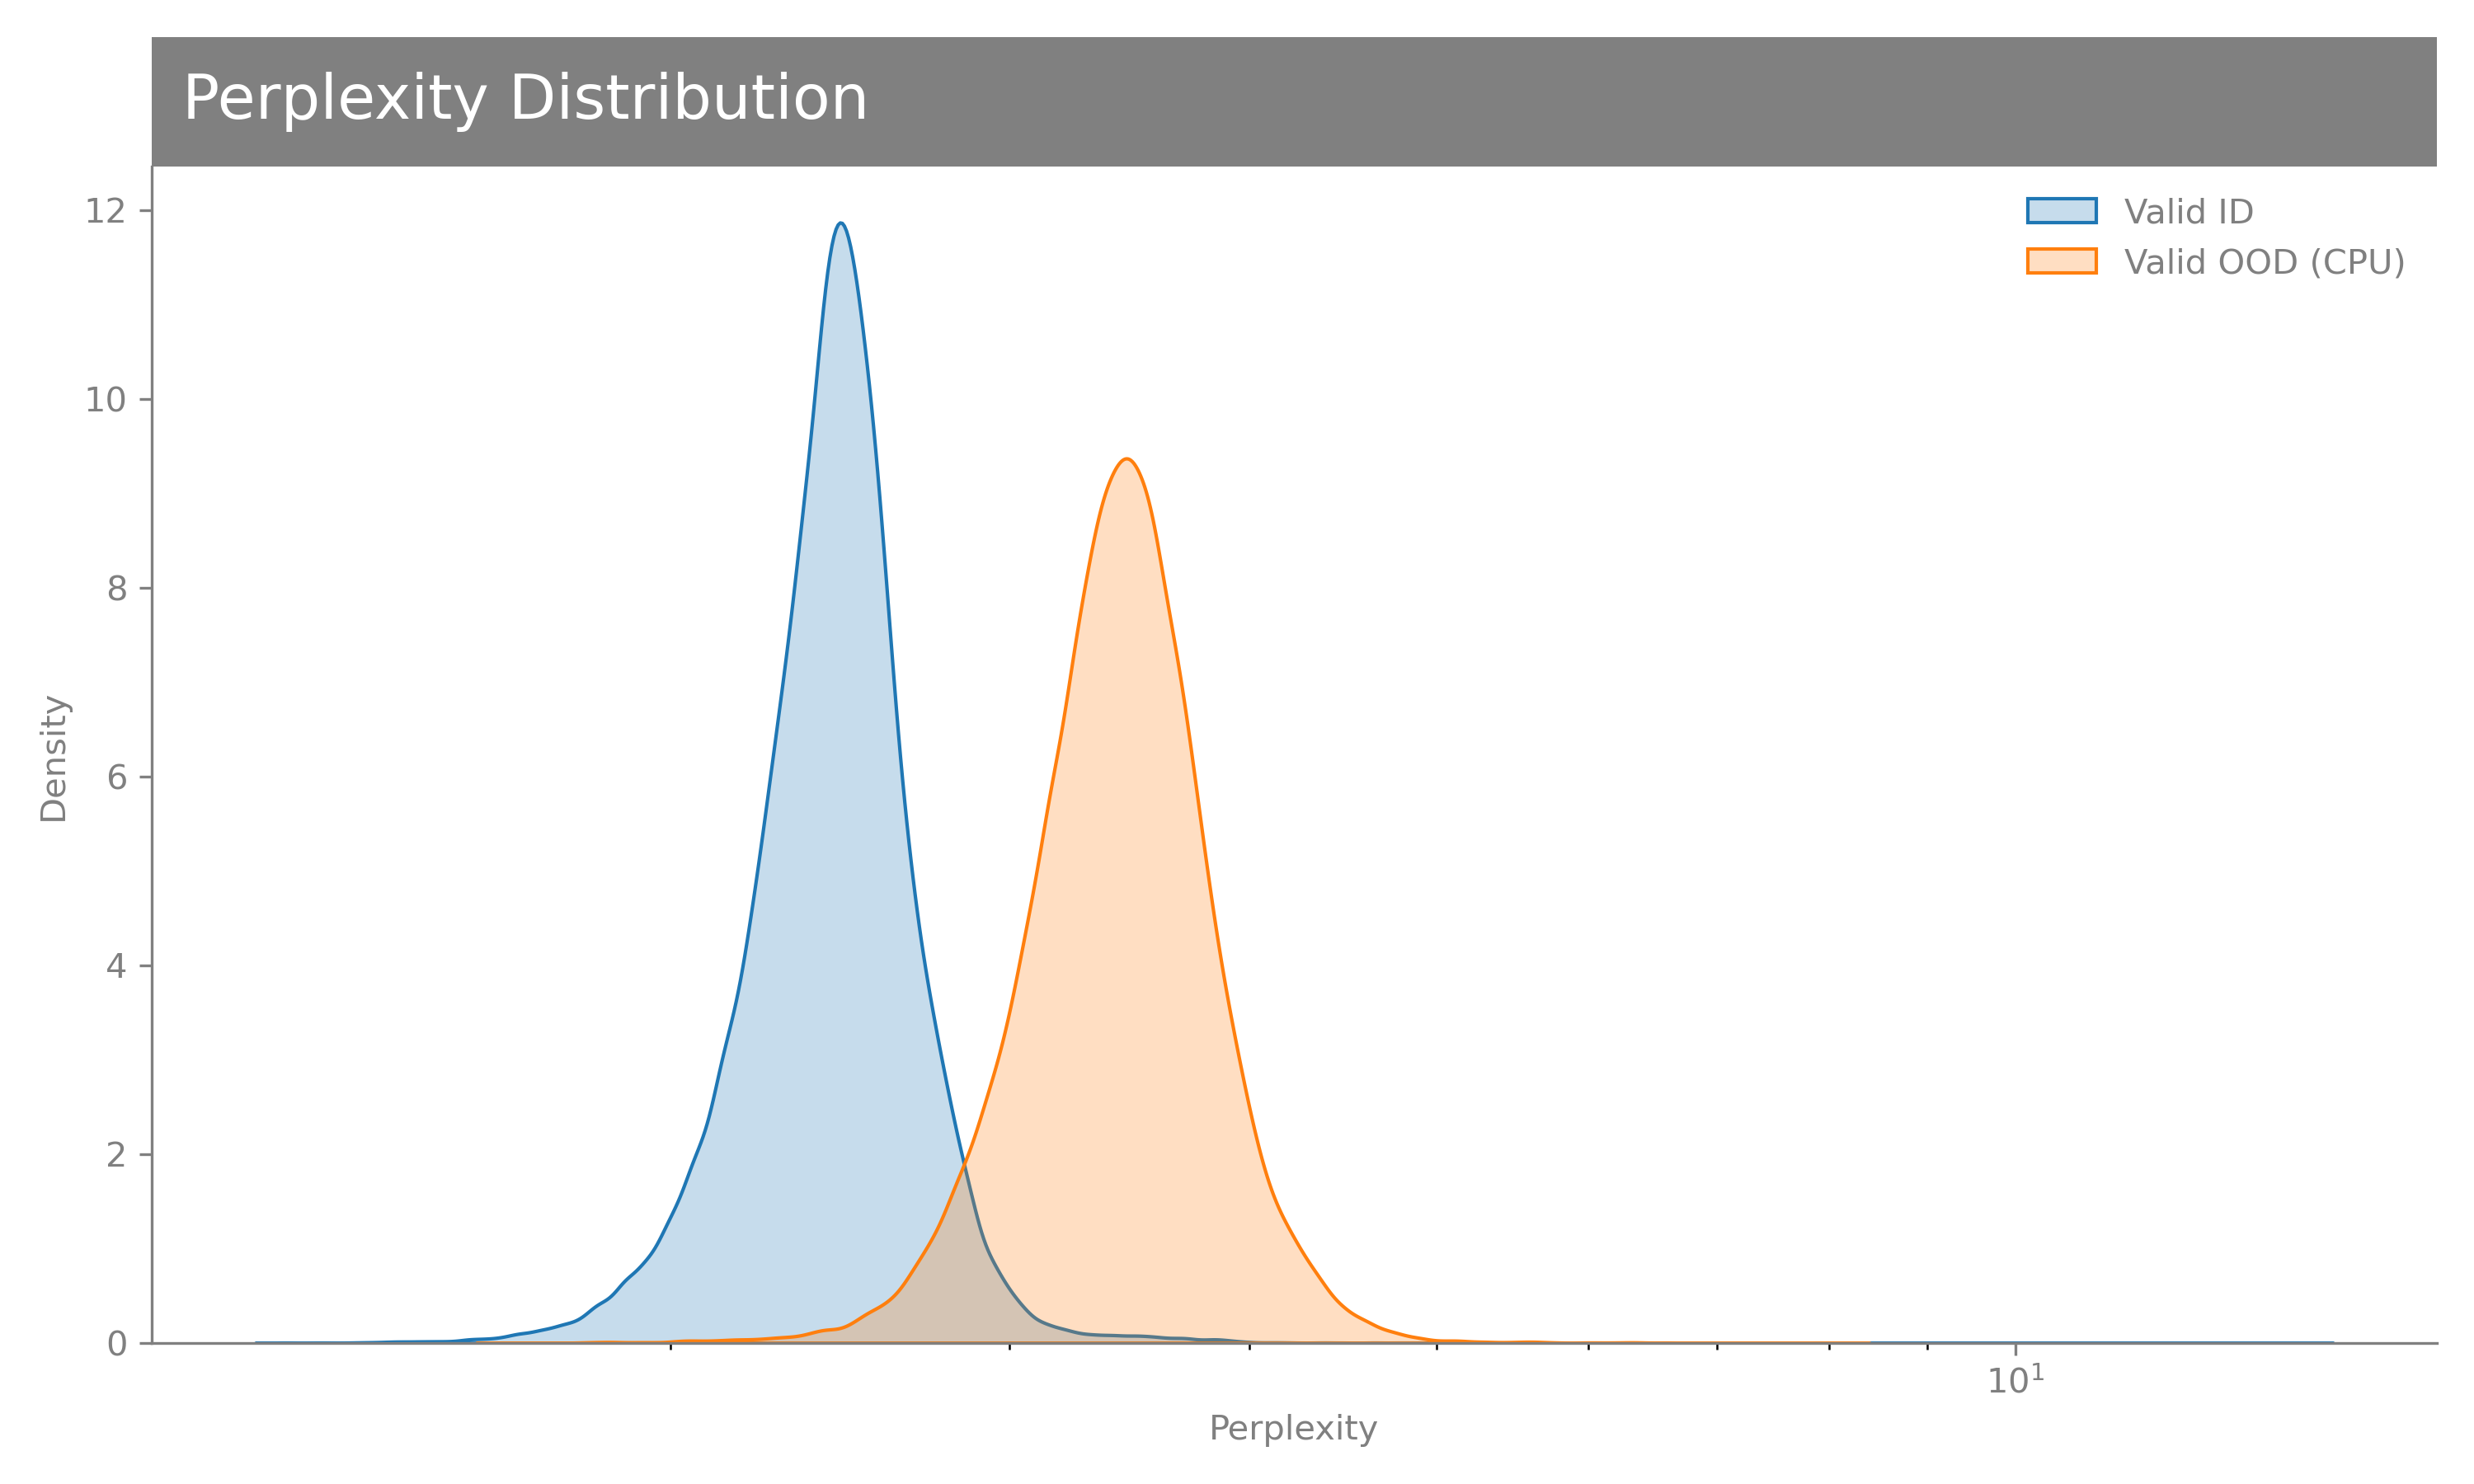 Perplexity Distribution
Valid ID
Valid OOD (CPU)
12
10
8
6
4
2
0
Density
10¹
Perplexity